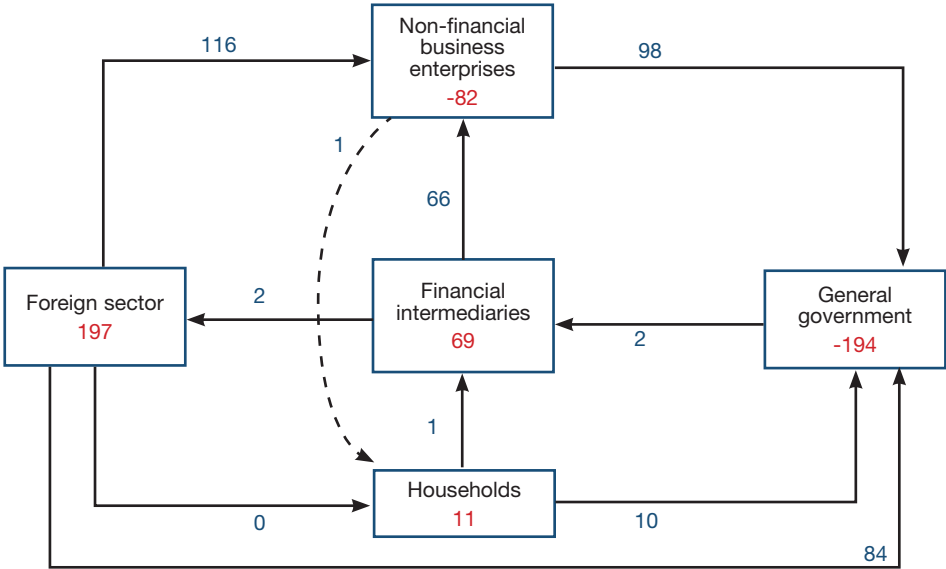 Non-financial
business
enterprises
-82
116
98
1
66
Foreign sector
197
2
Financial
intermediaries
69
2
General
government
-194
1
Households
11
0
10
84